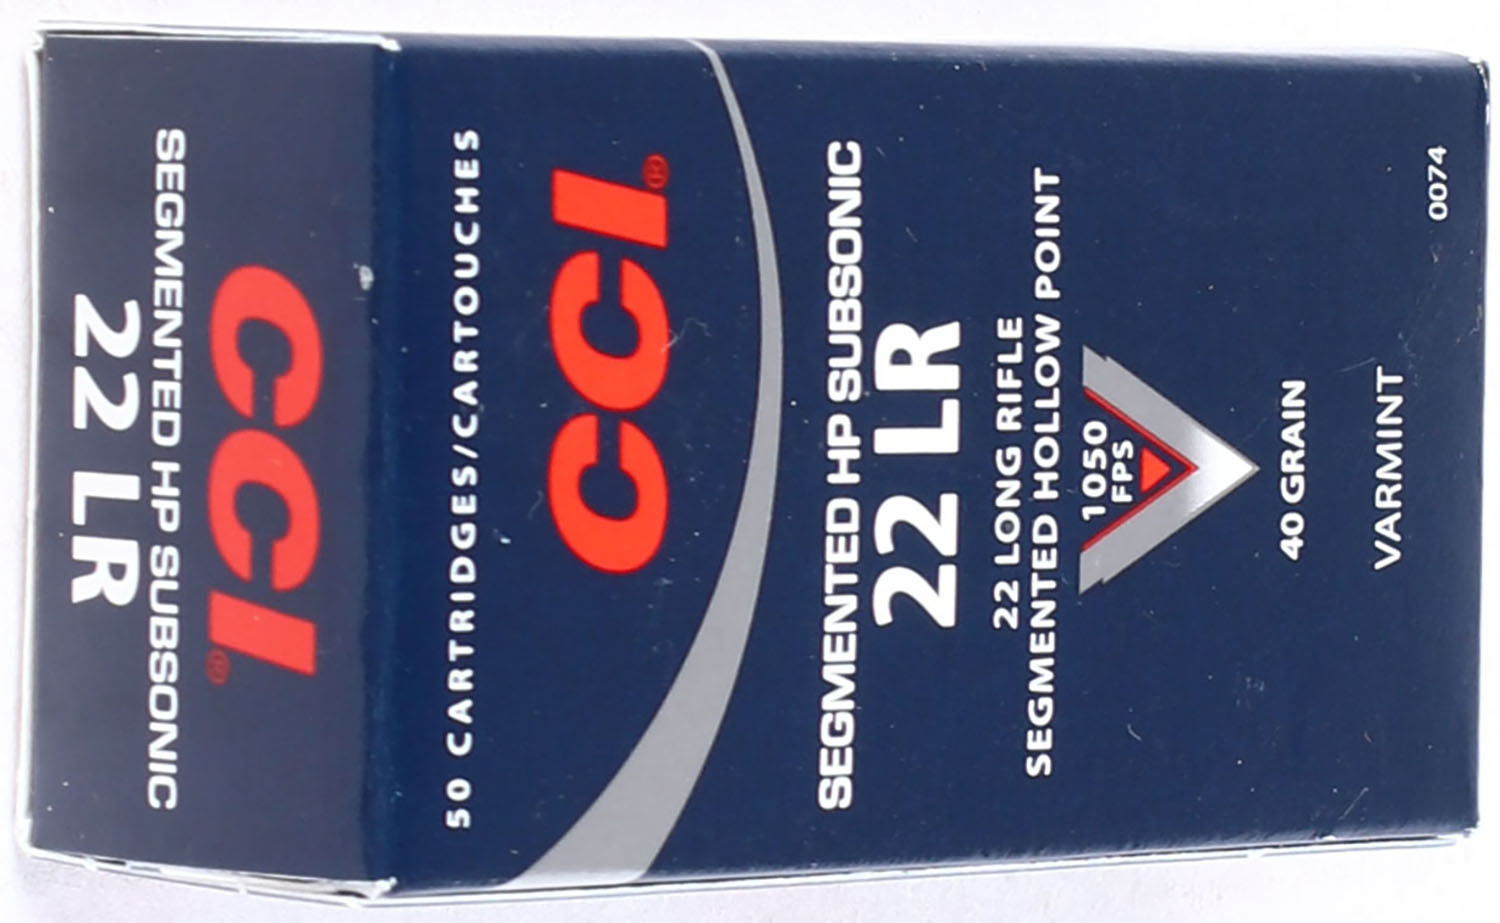 50 CARTRIDGES/CARTOUCHES
CCI®
SEGMENTED HP SUBSONIC
22 LR
22 LONG RIFLE
SEGMENTED HOLLOW POINT
1050
FPS
40 GRAIN
VARMINT
0074
CCI®
SEGMENTED HP SUBSONIC
22 LR